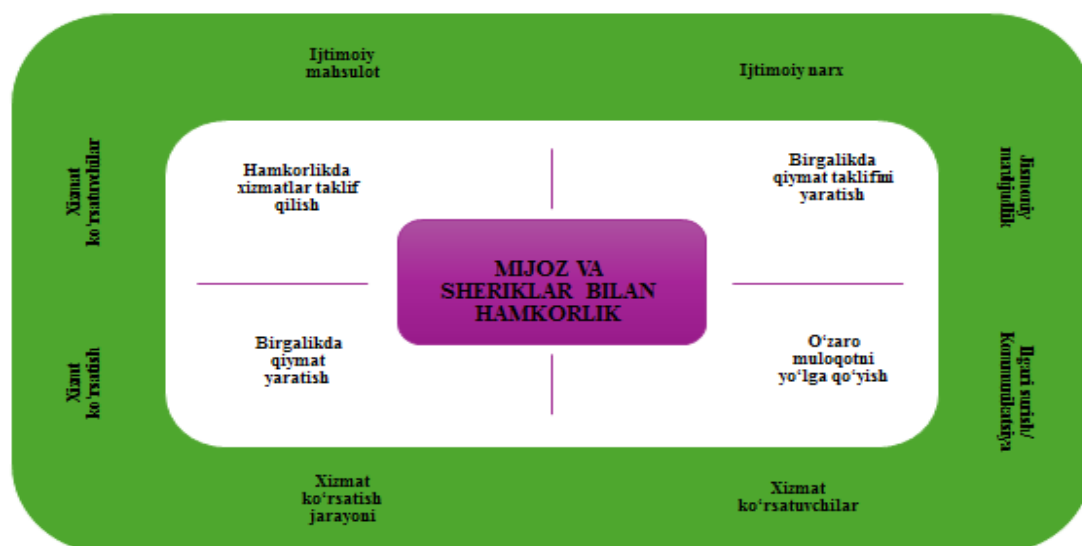 Ijtimoiy
mahsulot
Ijtimoiy narx
Xizmat
ko‘rsatuvchilar
Hamkorlikda
xizmatlar taklif
qilish
Birgalikda
qiymat taklifini
yaratish
Jismoniy
mavjudlik
MIJOZ VA
SHERIKLAR BILAN
HAMKORLIK
Xizmt
ko‘rsatish
Birgalikda
qiymat
yaratish
O‘zaro
muloqotni
yo‘lga qo‘yish
Ilgari surish/
Kommunikatsiya
Xizmat
ko‘rsatish
jarayoni
Xizmat
ko‘rsatuvchilar